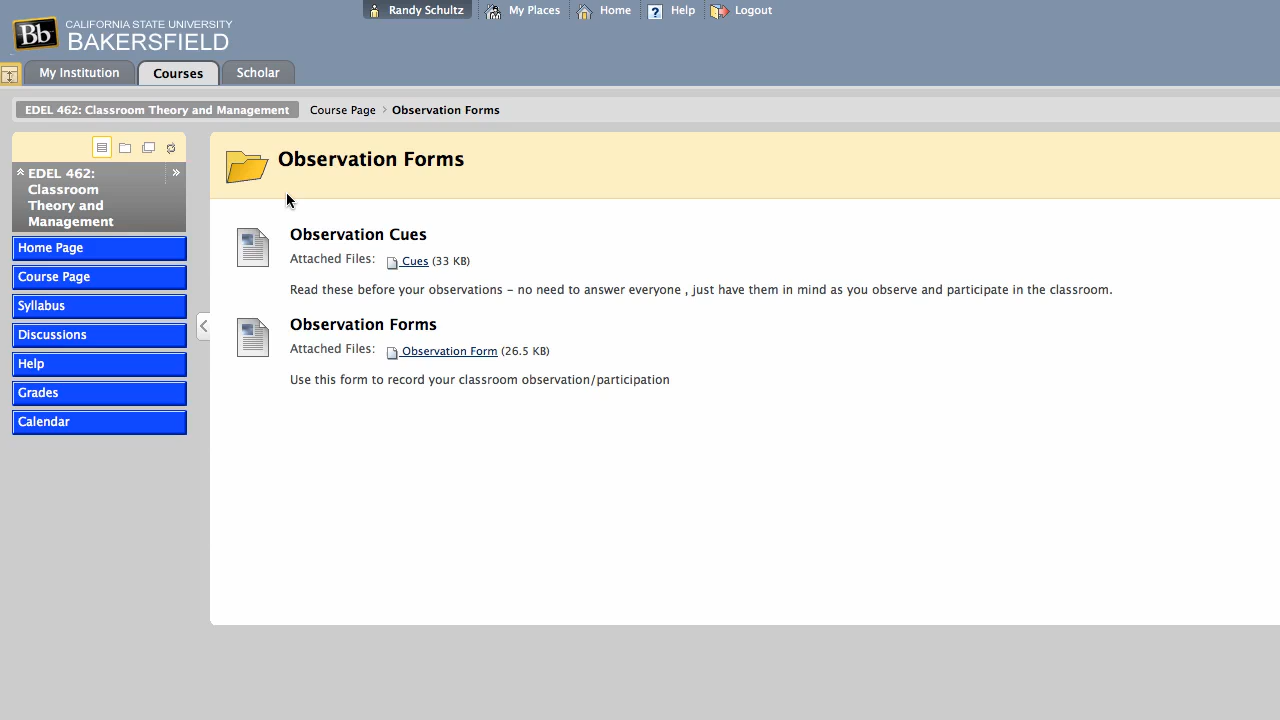 Randy Schultz My Places Home ? Help Logout
Bb CALIFORNIA STATE UNIVERSITY
BAKERSFIELD
My Institution Courses Scholar
EDEL 462: Classroom Theory and Management Course Page > Observation Forms
Observation Forms
EDEL 462:
Classroom
Theory and
Management
Home Page
Course Page
Syllabus
Discussions
Help
Grades
Calendar
Observation Cues
Attached Files: Cues (33 KB)
Read these before your observations – no need to answer everyone , just have them in mind as you observe and participate in the classroom.
Observation Forms
Attached Files: Observation Form (26.5 KB)
Use this form to record your classroom observation/participation